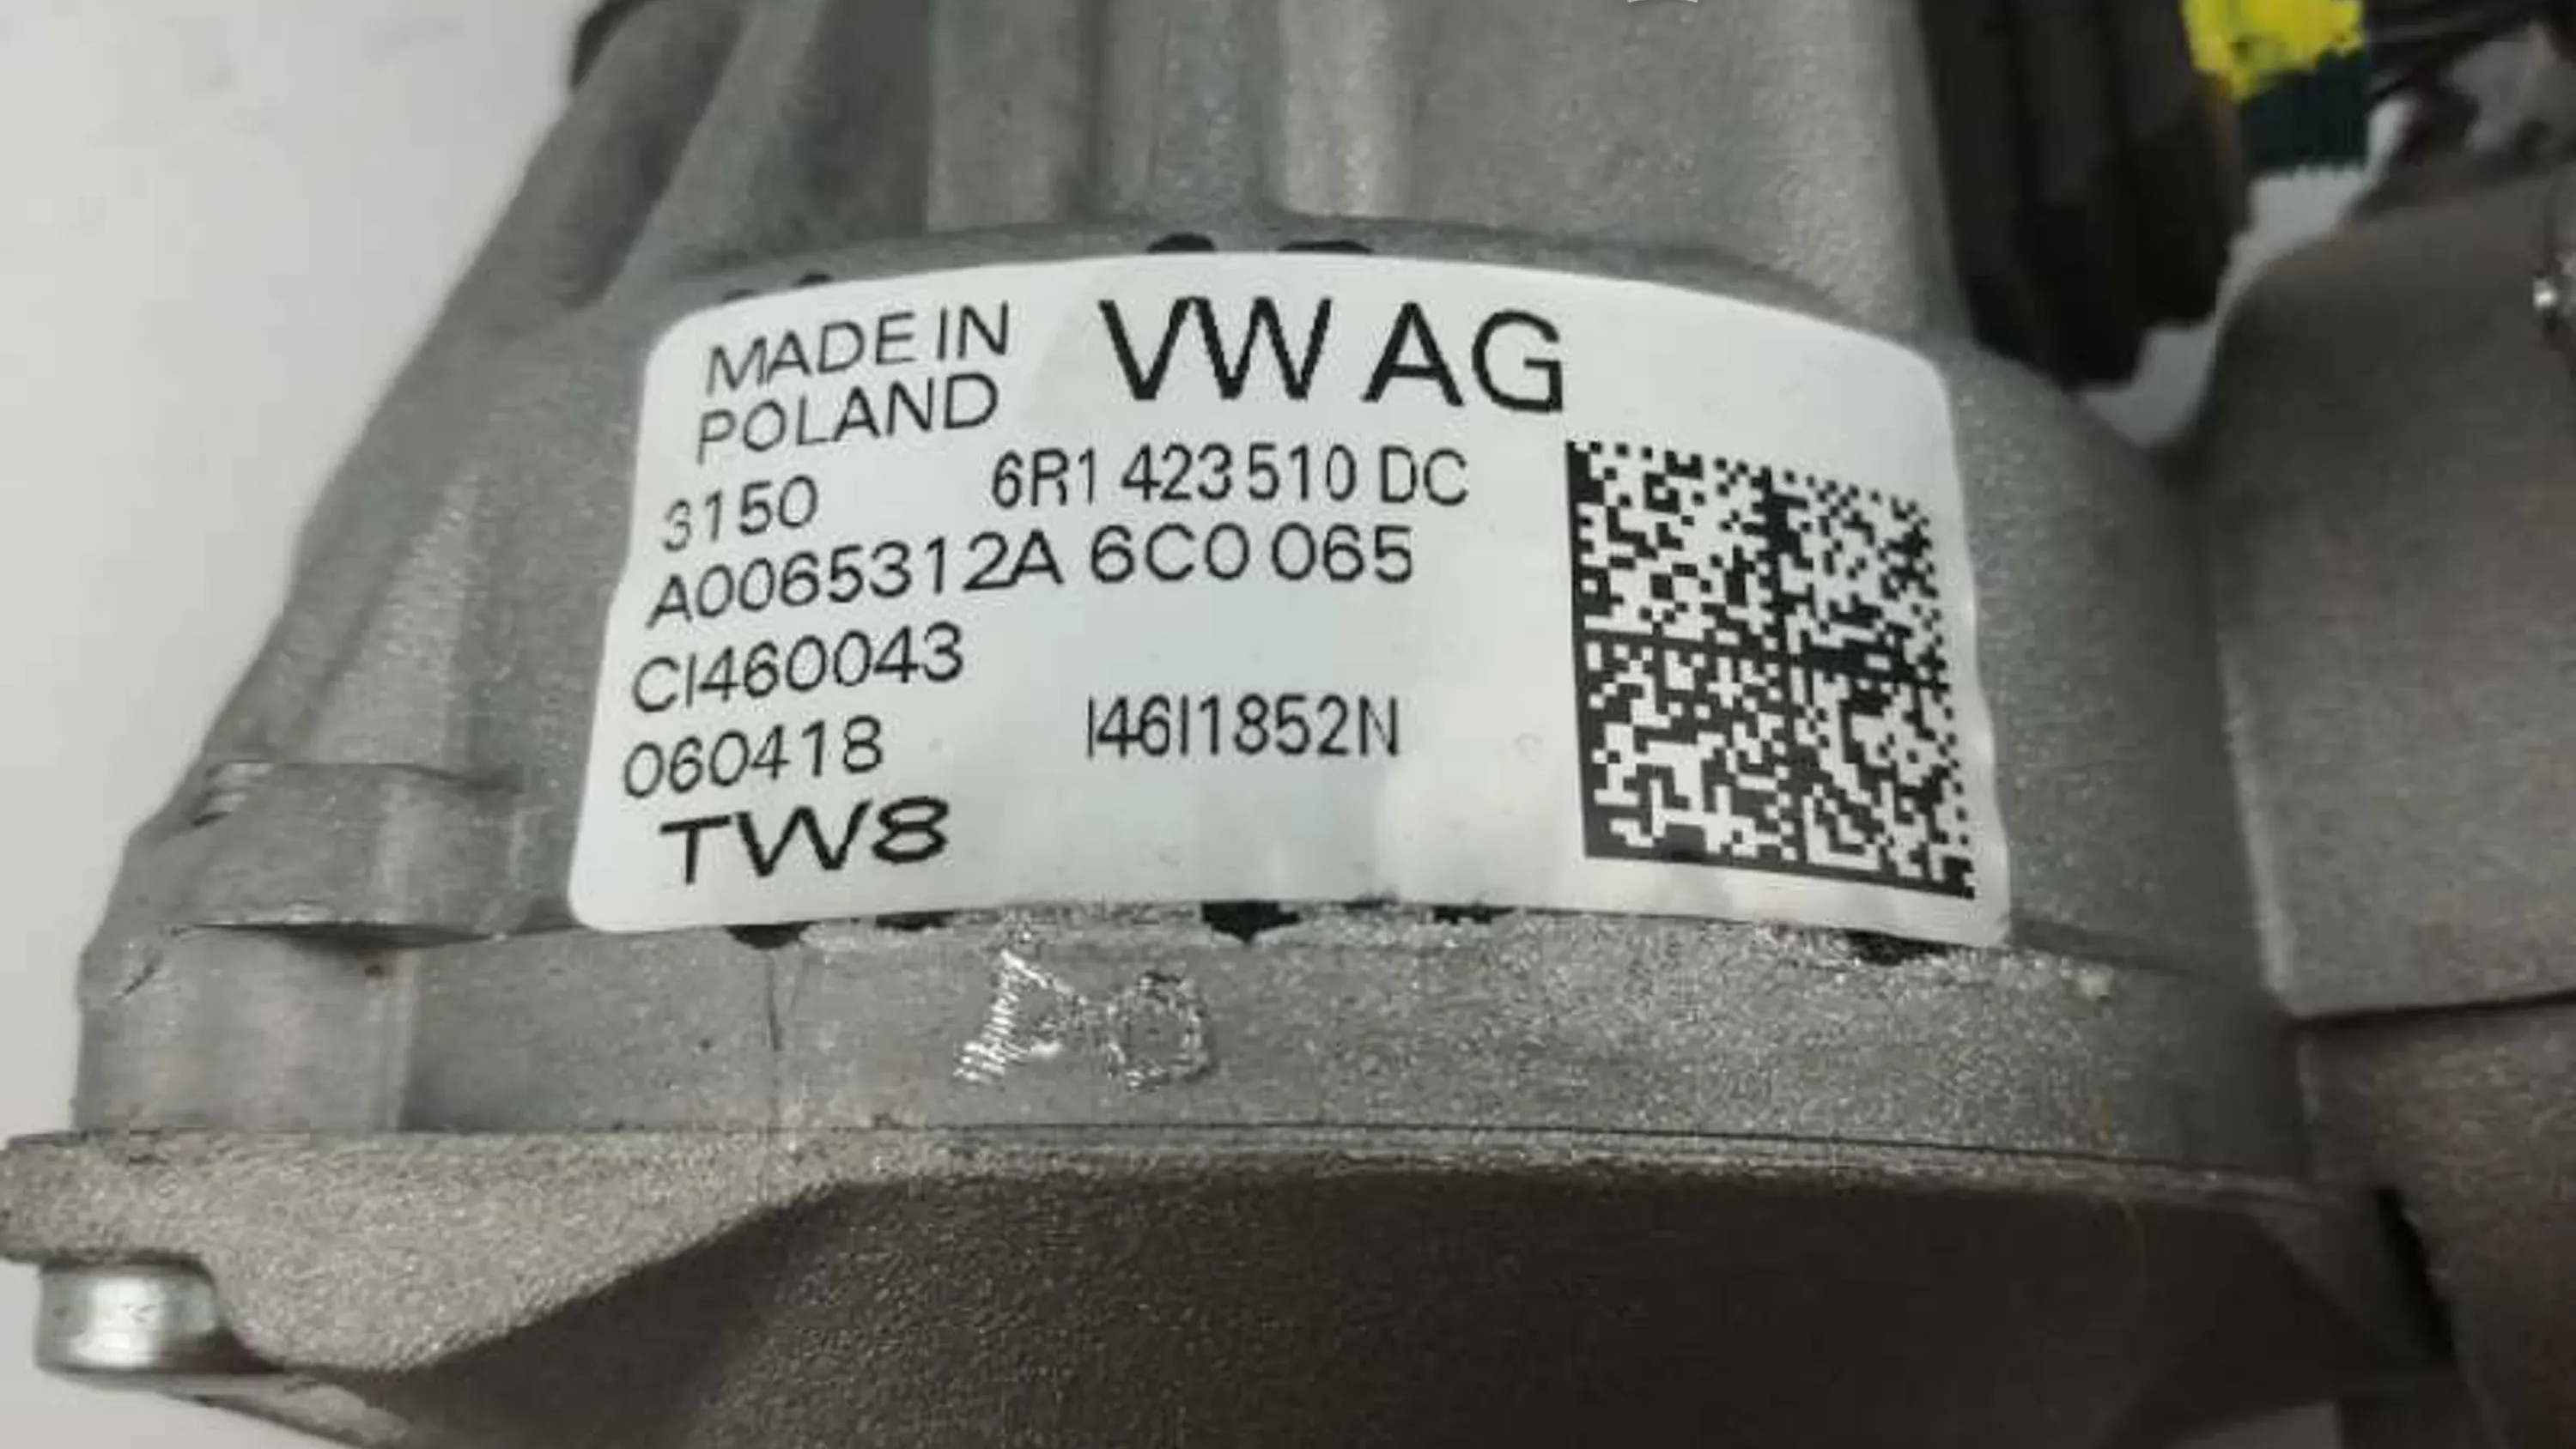 MADE IN
POLAND
VW AG
3150 6R1 423 510 DC
A0065312A 6C0 065
CI460043
060418 I46I1852N
TW8